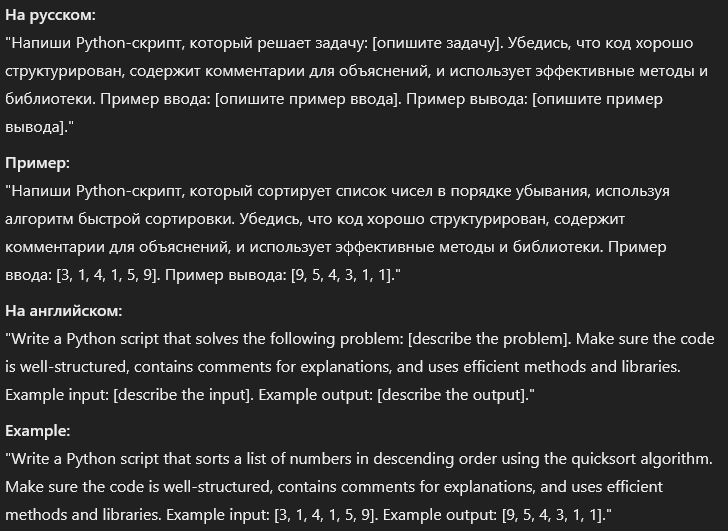 На русском:
"Напиши Python-скрипт, который решает задачу: [опишите задачу]. Убедись, что код хорошо
структурирован, содержит комментарии для объяснений, и использует эффективные методы и
библиотеки. Пример ввода: [опишите пример ввода]. Пример вывода: [опишите пример
вывода]."
Пример:
"Напиши Python-скрипт, который сортирует список чисел в порядке убывания, используя
алгоритм быстрой сортировки. Убедись, что код хорошо структурирован, содержит
комментарии для объяснений, и использует эффективные методы и библиотеки. Пример
ввода: [3, 1, 4, 1, 5, 9]. Пример вывода: [9, 5, 4, 3, 1, 1]."
На английском:
"Write a Python script that solves the following problem: [describe the problem]. Make sure the code
is well-structured, contains comments for explanations, and uses efficient methods and libraries.
Example input: [describe the input]. Example output: [describe the output]."
Example:
"Write a Python script that sorts a list of numbers in descending order using the quicksort algorithm.
Make sure the code is well-structured, contains comments for explanations, and uses efficient
methods and libraries. Example input: [3, 1, 4, 1, 5, 9]. Example output: [9, 5, 4, 3, 1, 1]."